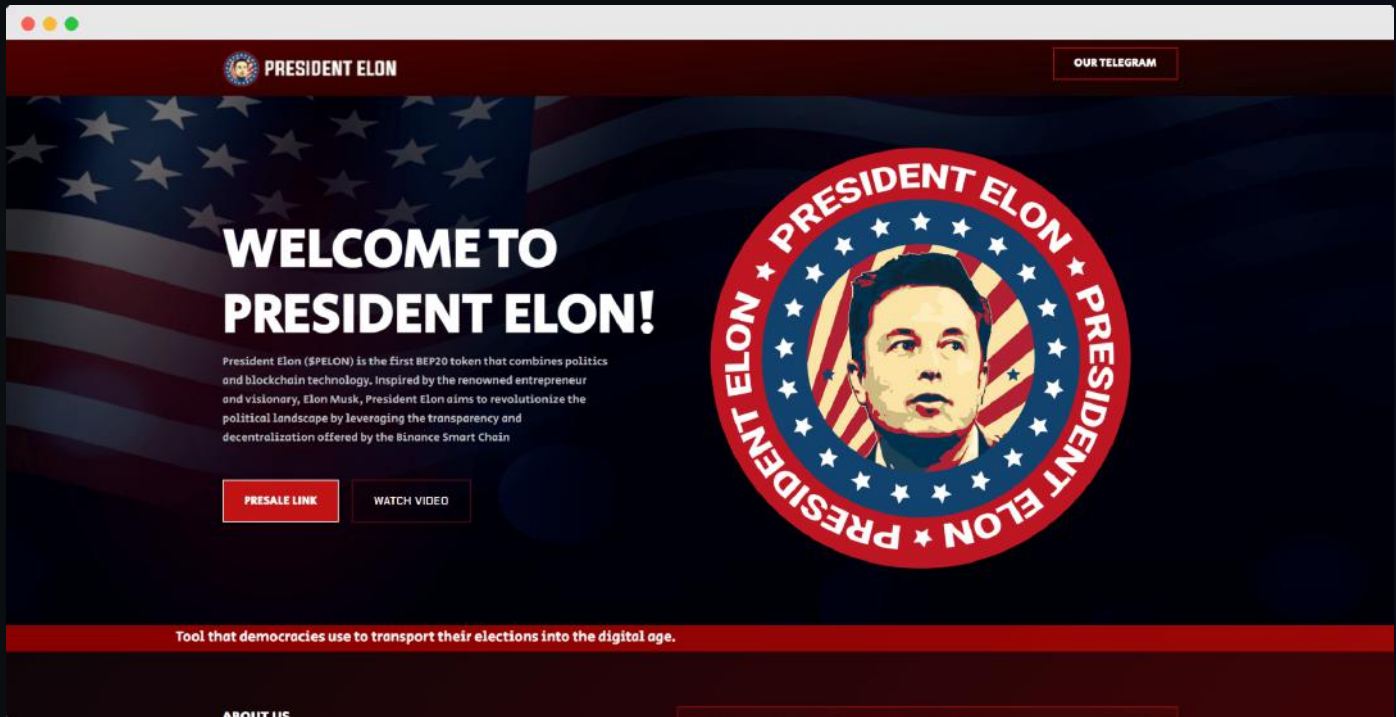 PRESIDENT ELON
OUR TELEGRAM
WELCOME TO
PRESIDENT ELON!
President Elon ($PELON) is the first BEP20 token that combines politics
and blockchain technology. Inspired by the renowned entrepreneur
and visionary, Elon Musk, President Elon aims to revolutionize the
political landscape by leveraging the transparency and
decentralization offered by the Binance Smart Chain
PRESALE LINK
WATCH VIDEO
PRESIDENT ELON ★ PRESIDENT ELON ★ PRESIDENT ELON ★
Tool that democracies use to transport their elections into the digital age.
ABOUT US